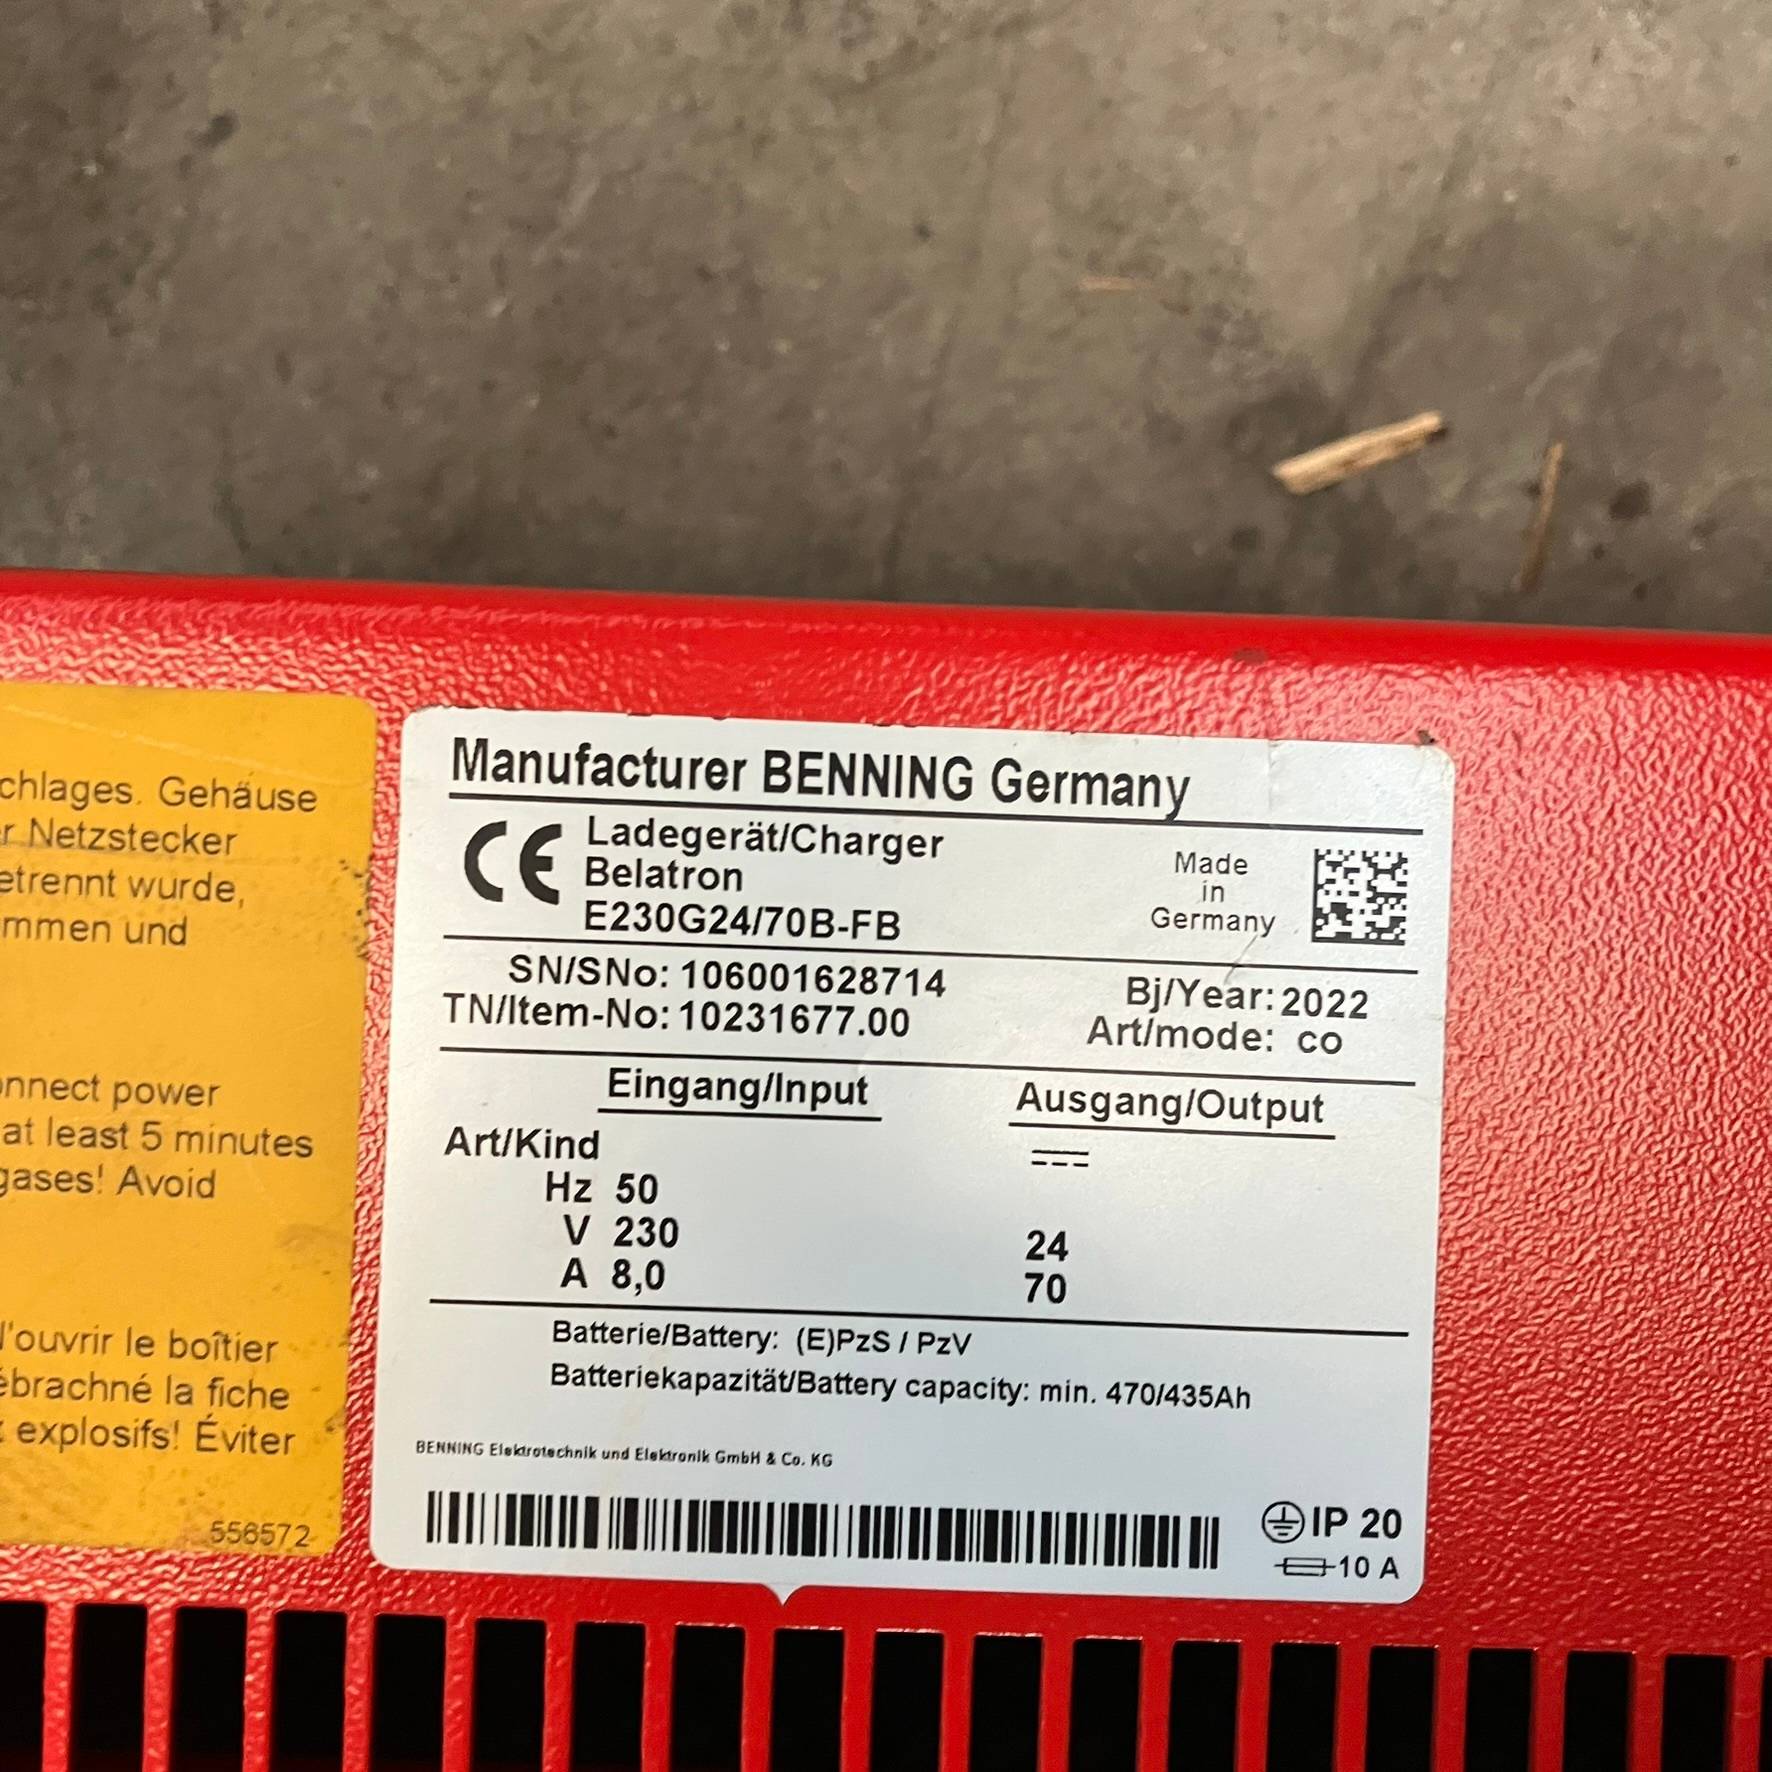 chlages. Gehäuse
r Netzstecker
etrennt wurde,
mmen und
onnect power
at least 5 minutes
gases! Avoid
l'ouvrir le boîtier
ébrachné la fiche
explosifs! Éviter
556572
Manufacturer BENNING Germany
CE
Ladegerät/Charger
Belatron
E230G24/70B-FB
Made
in
Germany
SN/SNo: 106001628714
TN/Item-No: 10231677.00
Bj/Year: 2022
Art/mode: co
Eingang/Input Ausgang/Output
Art/Kind
Hz 50
V 230 24
A 8,0 70
Batterie/Battery: (E)PzS / PzV
Batteriekapazität/Battery capacity: min. 470/435Ah
BENNING Elektrotechnik und Elektronik GmbH & Co. KG
IP 20
10 A